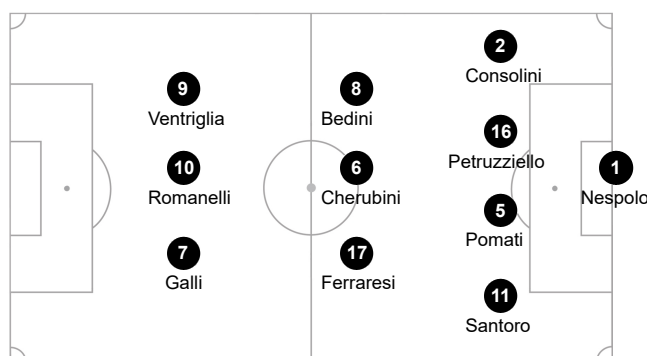 2
Consolini
9
Ventriglia
8
Bedini
16
Petruzziello
10
Romanelli
6
Cherubini
1
Nespolo
5
Pomati
7
Galli
17
Ferraresi
11
Santoro